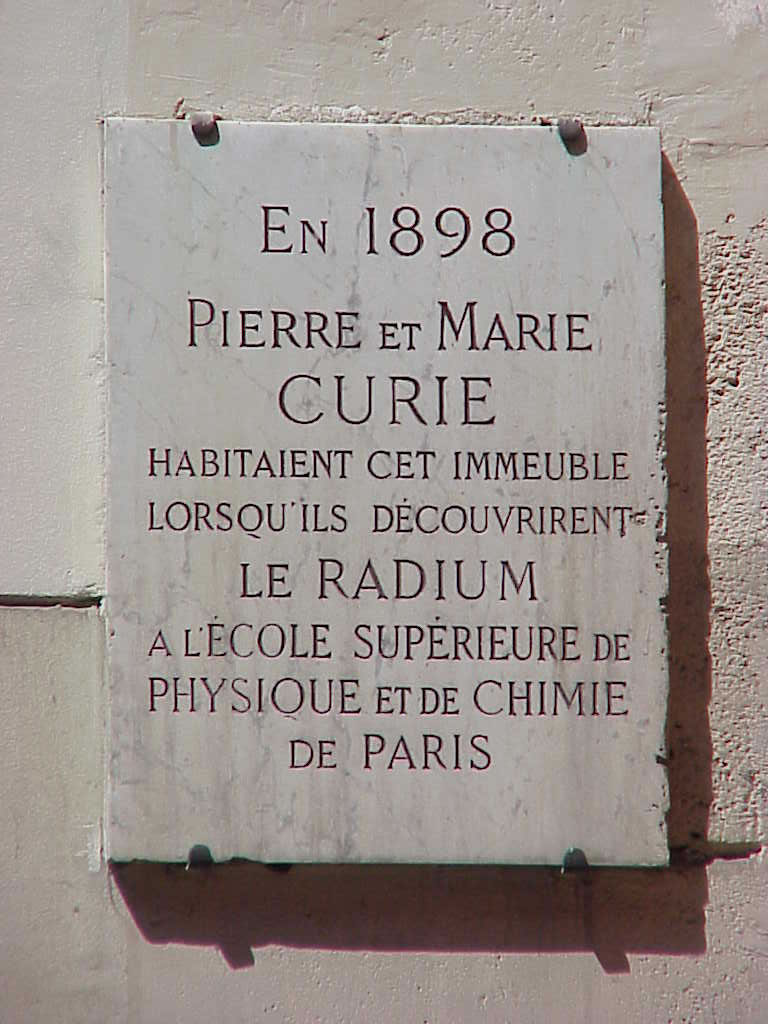 En 1898
Pierre et Marie
CURIE
HABITAIENT CET IMMEUBLE
LORSQU'ILS DÉCOUVRIRENT
LE RADIUM
A L'ÉCOLE SUPÉRIEURE DE
PHYSIQUE ET DE CHIMIE
DE PARIS